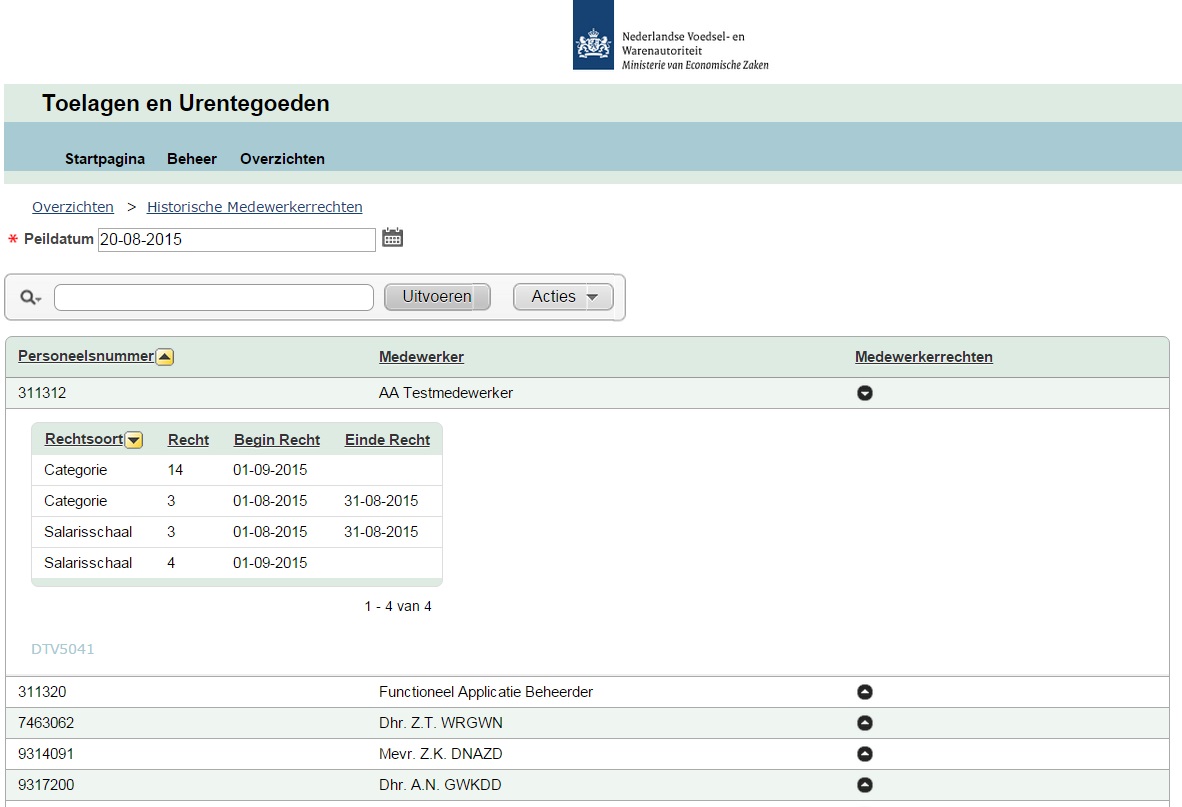 Nederlandse Voedsel- en
Warenautoriteit
Ministerie van Economische Zaken
Toelagen en Urentegoeden
Startpagina Beheer Overzichten
Overzichten > Historische Medewerkerrechten
* Peildatum 20-08-2015
Uitvoeren Acties
Personeelsnummer Medewerker Medewerkerrechten
311312 AA Testmedewerker
Rechtsoort Recht Begin Recht Einde Recht
Categorie 14 01-09-2015
Categorie 3 01-08-2015 31-08-2015
Salarisschaal 3 01-08-2015 31-08-2015
Salarisschaal 4 01-09-2015
1 - 4 van 4
DTV5041
311320 Functioneel Applicatie Beheerder
7463062 Dhr. Z.T. WRGWN
9314091 Mevr. Z.K. DNAZD
9317200 Dhr. A.N. GWKDD